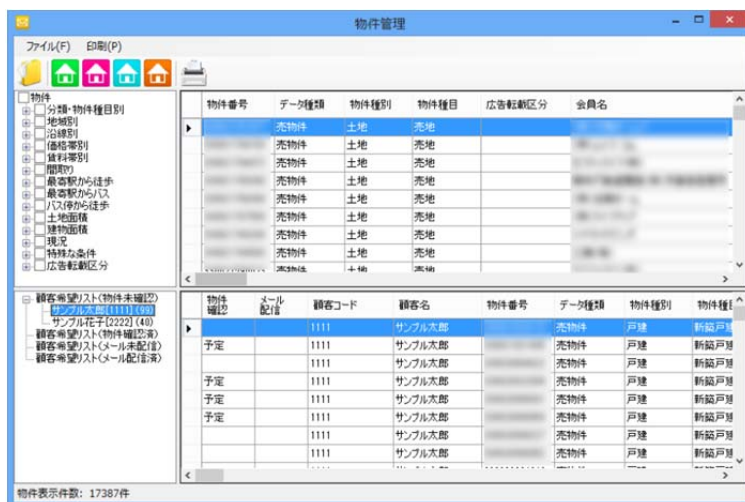 物件管理
ファイル(F) 印刷(P)
物件
分類・物件種目別
地域別
沿線別
価格帯別
賃料帯別
間取り
最寄駅から徒歩
最寄駅からバス
バス停から徒歩
土地面積
建物面積
現況
特殊な条件
広告転載区分
物件番号 データ種類 物件種別 物件種目 広告転載区分 会員名
売物件 土地 売地
売物件 土地 売地
売物件 土地 売地
売物件 土地 売地
売物件 土地 売地
売物件 土地 売地
売物件 土地 売地
売物件 土地 売地
顧客希望リスト(物件未確認)
サンプル太郎[1111](99)
サンプル花子[2222](40)
顧客希望リスト(物件確認済)
顧客希望リスト(メール未配信)
顧客希望リスト(メール配信済)
物件確認 メール配信 顧客コード 顧客名 物件番号 データ種類 物件種別 物件種目
1111 サンプル太郎 売物件 戸建 新築戸建
予定 1111 サンプル太郎 売物件 戸建 新築戸建
1111 サンプル太郎 売物件 戸建 新築戸建
予定 1111 サンプル太郎 売物件 戸建 新築戸建
予定 1111 サンプル太郎 売物件 戸建 新築戸建
予定 1111 サンプル太郎 売物件 戸建 新築戸建
1111 サンプル太郎 売物件 戸建 新築戸建
1111 サンプル太郎 売物件 戸建 新築戸建
物件表示件数: 17387件